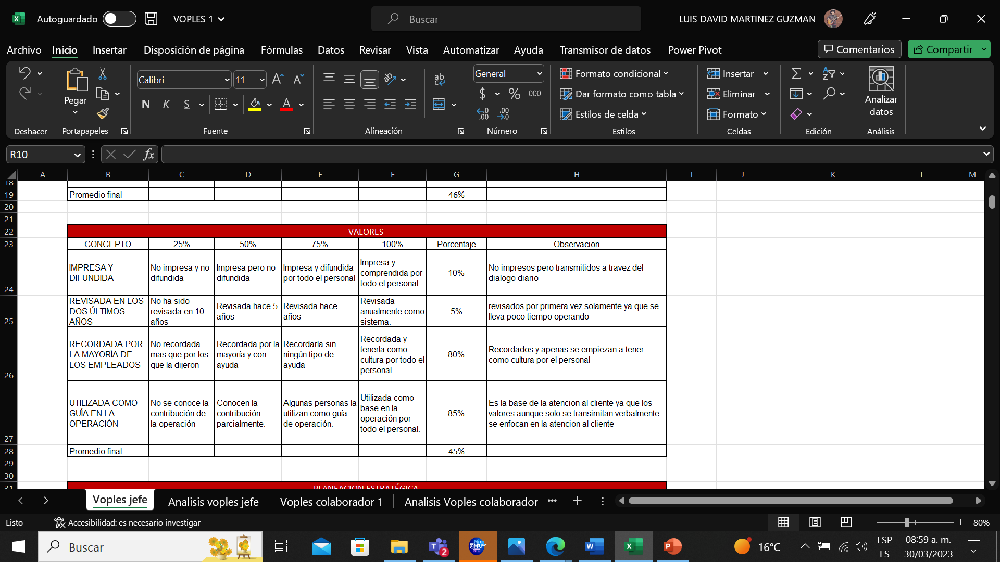 Autoguardado
VOPLES 1
Buscar
LUIS DAVID MARTINEZ GUZMAN
Archivo Inicio Insertar Disposición de página Fórmulas Datos Revisar Vista Automatizar Ayuda Transmisor de datos Power Pivot
Comentarios
Compartir
Pegar
Calibri 11
N K S
ab
General
$ % 000
Formato condicional
Dar formato como tabla
Estilos de celda
Insertar
Eliminar
Formato
Analizar
datos
Deshacer Portapapeles Fuente Alineación Número Estilos Celdas Edición Análisis
R10
fx
A B C D E F G H I J K L M
18
19 Promedio final 46%
20
21
22 VALORES
23 CONCEPTO 25% 50% 75% 100% Porcentaje Observacion
24
IMPRESA Y
DIFUNDIDA
No impresa y no
difundida
Impresa pero no
difundida
Impresa y difundida
por todo el personal
Impresa y
comprendida por
todo el personal.
10%
No impresos pero transmitidos a travez del
dialogo diario
25
REVISADA EN LOS
DOS ÚLTIMOS
AÑOS
No ha sido
revisada en 10
años
Revisada hace 5
años
Revisada hace
años
Revisada
anualmente como
sistema.
5%
revisados por primera vez solamente ya que se
lleva poco tiempo operando
26
RECORDADA POR
LA MAYORÍA DE
LOS EMPLEADOS
No recordada
mas que por los
que la dijeron
Recordada por la
mayoría y con
ayuda
Recordarla sin
ningún tipo de
ayuda
Recordada y
tenerla como
cultura por todo el
personal.
80%
Recordados y apenas se empiezan a tener
como cultura por el personal
27
UTILIZADA COMO
GUÍA EN LA
OPERACIÓN
No se conoce la
contribución de
la operación
Conocen la
contribución
parcialmente.
Algunas personas la
utilizan como guía
de operación.
Utilizada como
base en la
operación por
todo el personal.
85%
Es la base de la atencion al cliente ya que los
valores aunque solo se transimitan verbalmente
se enfocan en la atencion al cliente
28 Promedio final 45%
29
30
31 PLANEACION ESTRATÉGICA
Voples jefe Analisis voples jefe Voples colaborador 1 Analisis Voples colaborador ...
Listo
Accesibilidad: es necesario investigar
80%
Buscar
16°C
ESP
ES
08:59 a. m.
30/03/2023